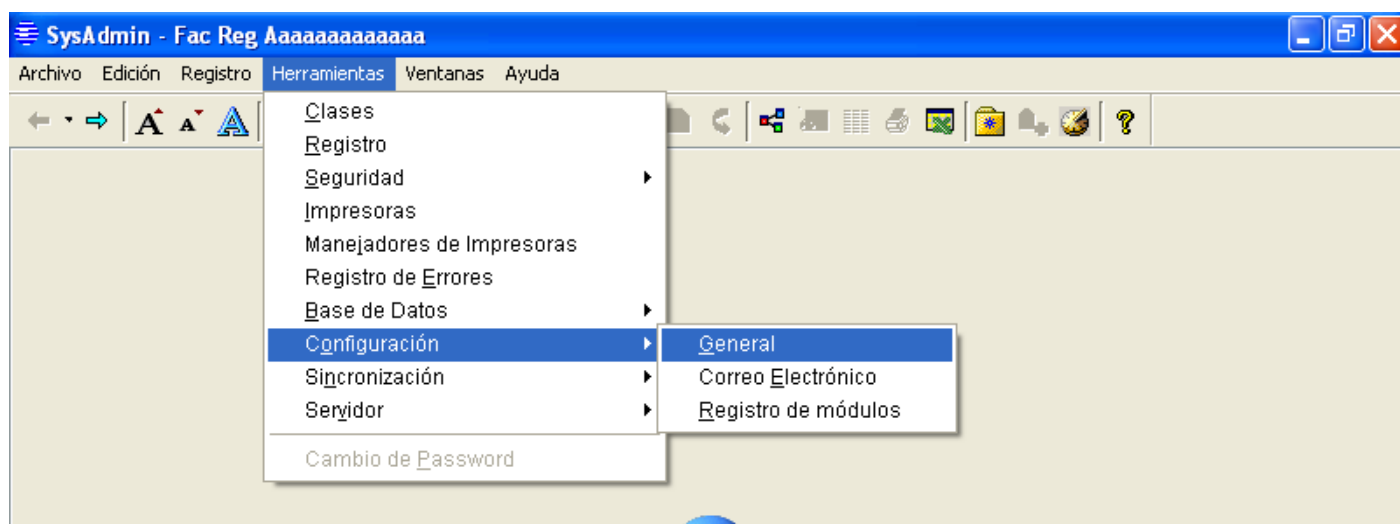 SysAdmin - Fac Reg Aaaaaaaaaaaaa
Archivo Edición Registro Herramientas Ventanas Ayuda
Clases
Registro
Seguridad
Impresoras
Manejadores de Impresoras
Registro de Errores
Base de Datos
Configuración
General
Sincronización
Correo Electrónico
Servidor
Registro de módulos
Cambio de Password